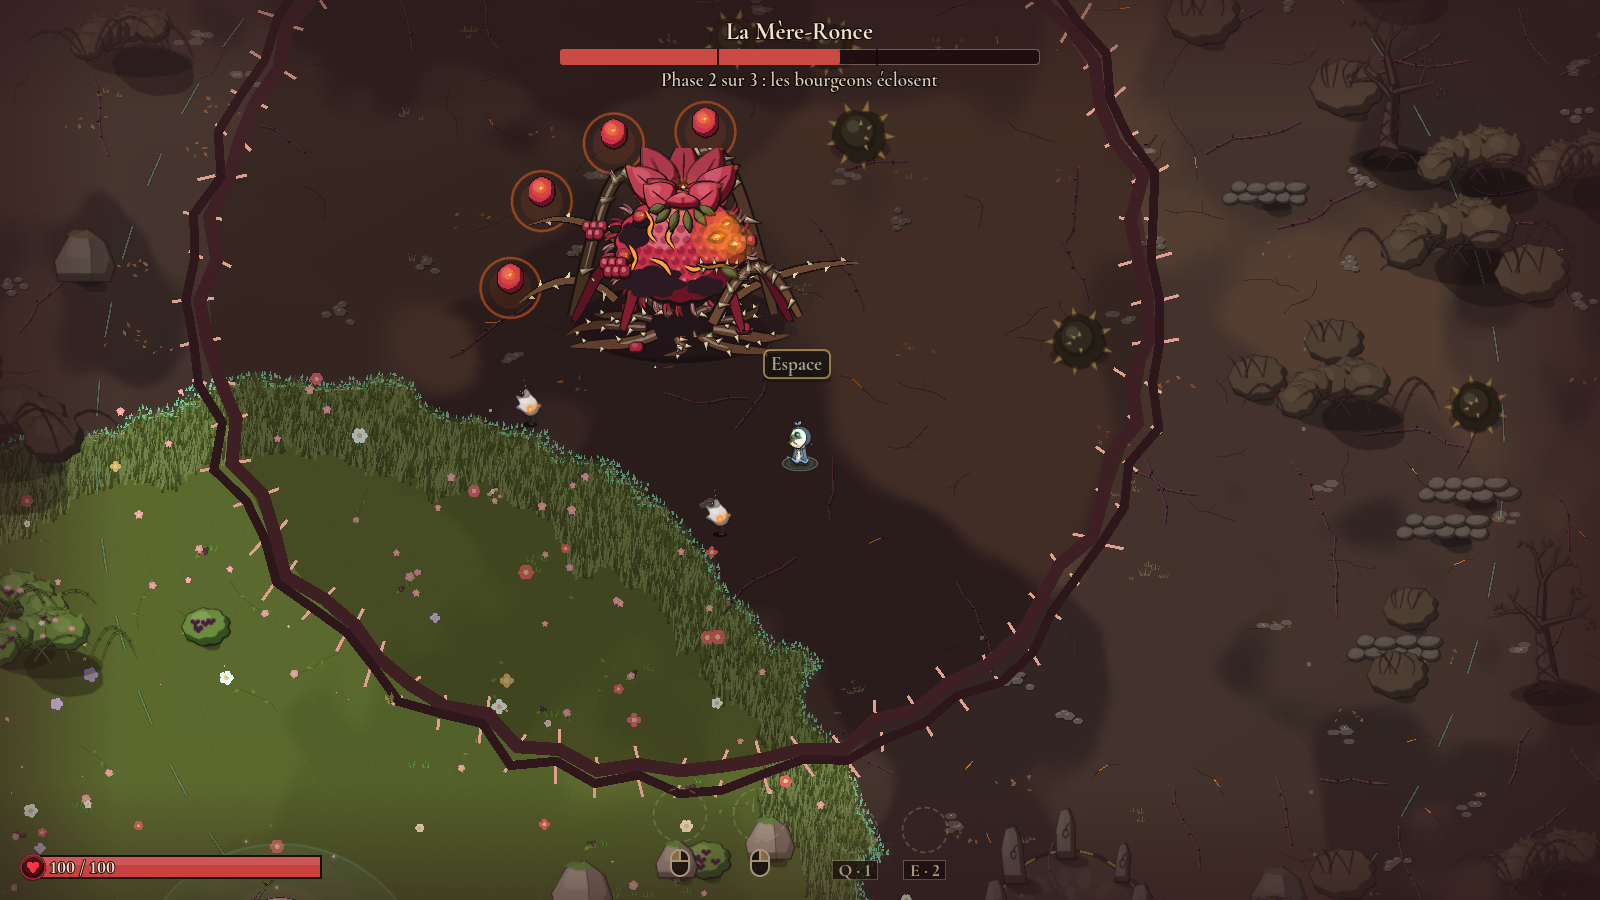 La Mère-Ronce
Phase 2 sur 3 : les bourgeons éclosent
Espace
100 / 100
Q · 1
E · 2